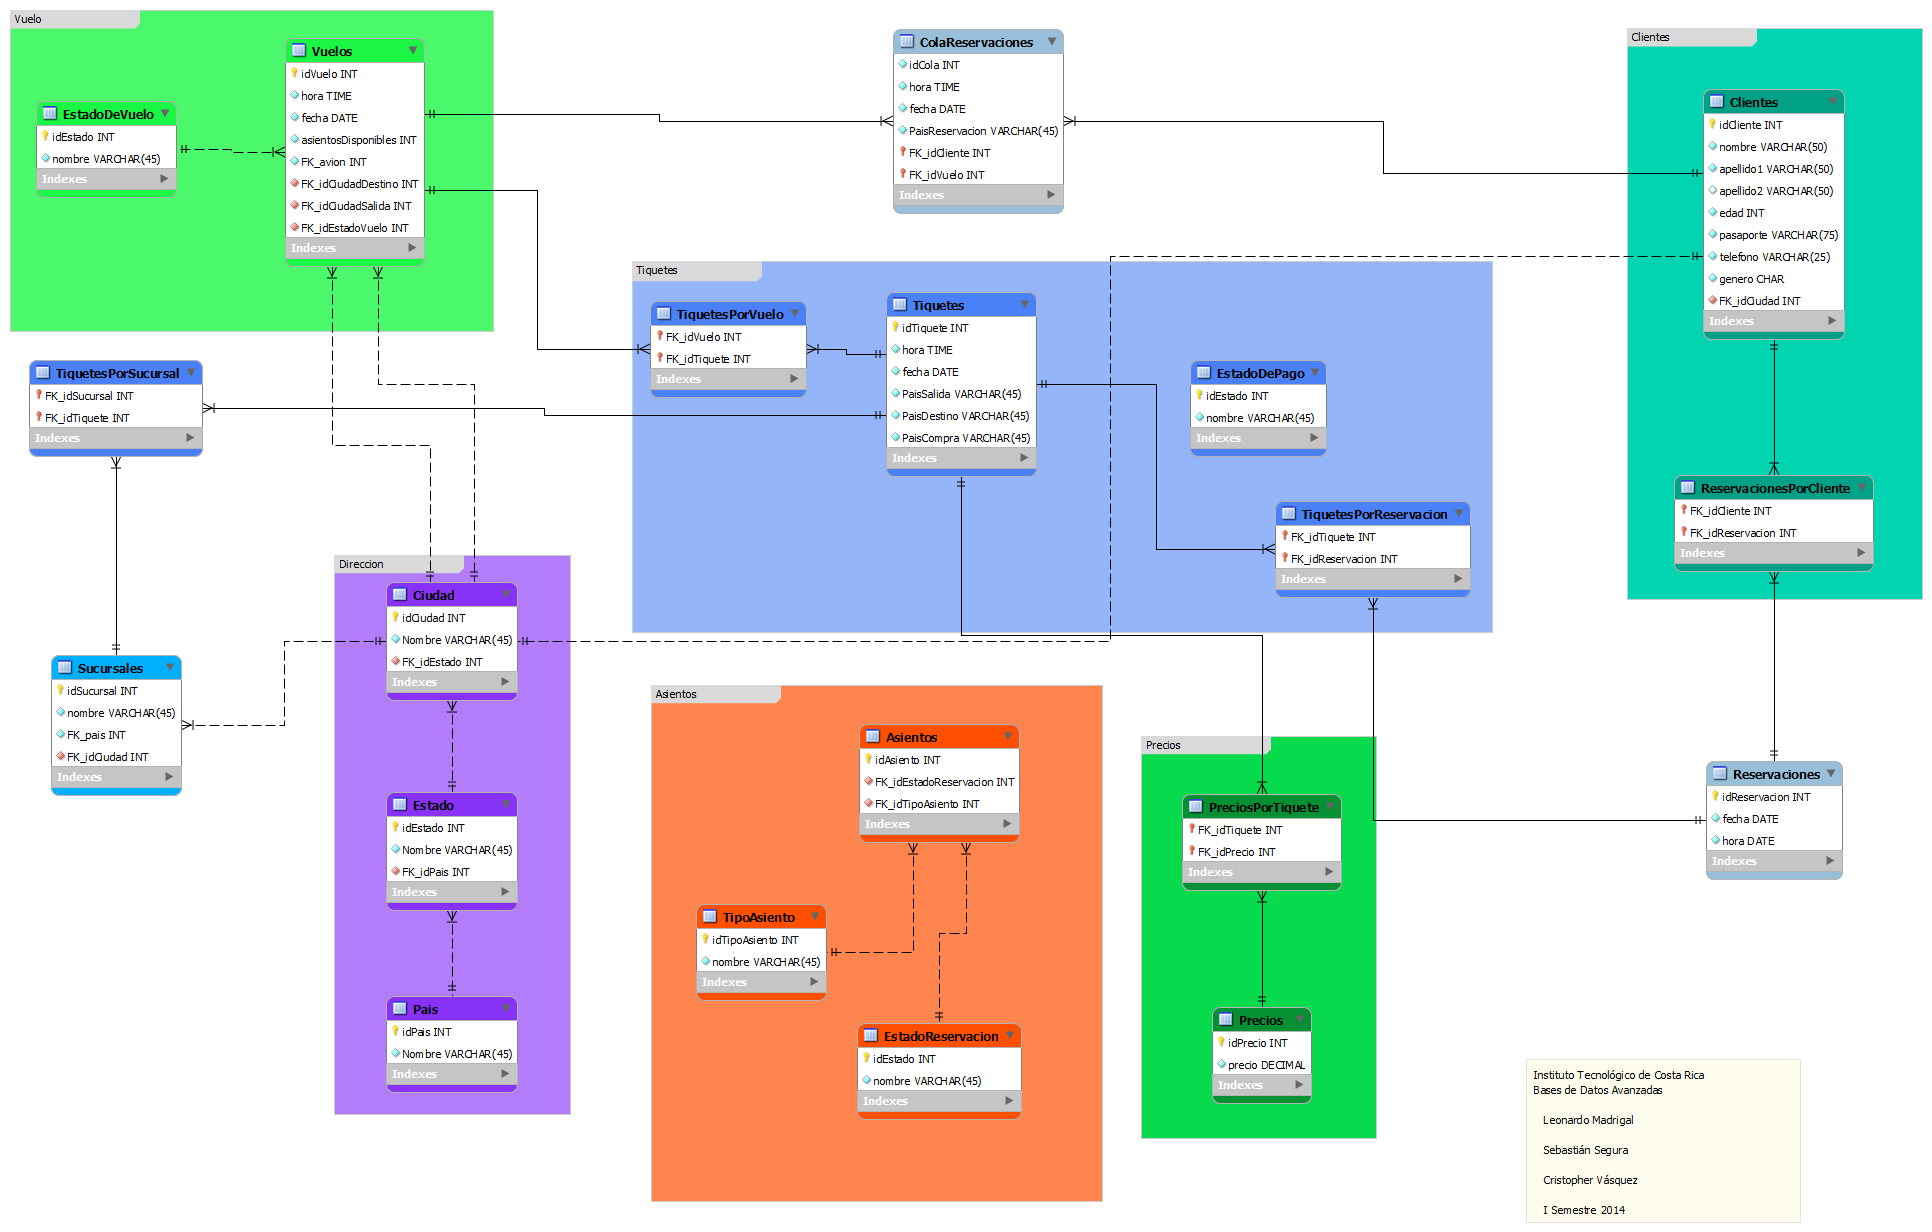 Vuelo
Vuelos
idVuelo INT
hora TIME
fecha DATE
asientosDisponibles INT
FK_avion INT
FK_idCiudadDestino INT
FK_idCiudadSalida INT
FK_idEstadoVuelo INT
Indexes
EstadoDeVuelo
idEstado INT
nombre VARCHAR(45)
Indexes
ColaReservaciones
idCola INT
hora TIME
fecha DATE
PaisReservacion VARCHAR(45)
FK_idCliente INT
FK_idVuelo INT
Indexes
Clientes
Clientes
idCliente INT
nombre VARCHAR(50)
apellido1 VARCHAR(50)
apellido2 VARCHAR(50)
edad INT
pasaporte VARCHAR(75)
telefono VARCHAR(25)
genero CHAR
FK_idCiudad INT
Indexes
Tiquetes
TiquetesPorVuelo
FK_idVuelo INT
FK_idTiquete INT
Indexes
Tiquetes
idTiquete INT
hora TIME
fecha DATE
PaisSalida VARCHAR(45)
PaisDestino VARCHAR(45)
PaisCompra VARCHAR(45)
Indexes
EstadoDePago
idEstado INT
nombre VARCHAR(45)
Indexes
TiquetesPorSucursal
FK_idSucursal INT
FK_idTiquete INT
Indexes
TiquetesPorReservacion
FK_idTiquete INT
FK_idReservacion INT
Indexes
ReservacionesPorCliente
FK_idCliente INT
FK_idReservacion INT
Indexes
Direccion
Ciudad
idCiudad INT
Nombre VARCHAR(45)
FK_idEstado INT
Indexes
Sucursales
idSucursal INT
nombre VARCHAR(45)
FK_pais INT
FK_idCiudad INT
Indexes
Estado
idEstado INT
Nombre VARCHAR(45)
FK_idPais INT
Indexes
Pais
idPais INT
Nombre VARCHAR(45)
Indexes
Asientos
Asientos
idAsiento INT
FK_idEstadoReservacion INT
FK_idTipoAsiento INT
Indexes
TipoAsiento
idTipoAsiento INT
nombre VARCHAR(45)
Indexes
EstadoReservacion
idEstado INT
nombre VARCHAR(45)
Indexes
Precios
PreciosPorTiquete
FK_idTiquete INT
FK_idPrecio INT
Indexes
Precios
idPrecio INT
precio DECIMAL
Indexes
Reservaciones
idReservacion INT
fecha DATE
hora DATE
Indexes
Instituto Tecnológico de Costa Rica
Bases de Datos Avanzadas
Leonardo Madrigal
Sebastián Segura
Cristopher Vásquez
I Semestre 2014